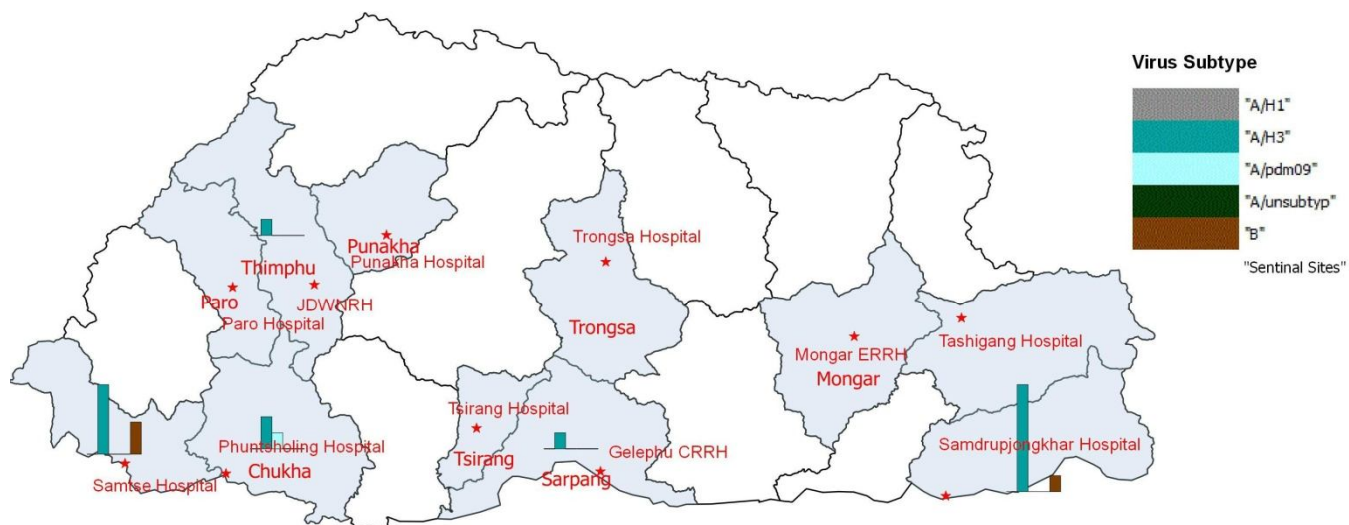 Virus Subtype
"A/H1"
"A/H3"
"A/pdm09"
"A/unsubtyp"
"B"
"Sentinal Sites"
Punakha
Punakha Hospital
Trongsa Hospital
Thimphu
JDWNRH
Paro
Paro Hospital
Trongsa
Tashigang Hospital
Mongar ERRH
Mongar
Tsirang Hospital
Tsirang
Gelephu CRRH
Sarpang
Phuntsholing Hospital
Chukha
Samtse Hospital
Samdrupjongkhar Hospital